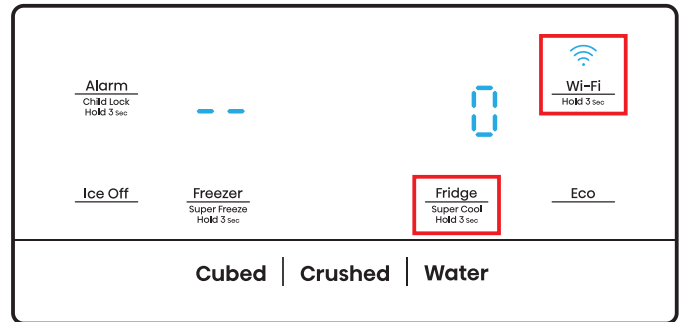 Alarm
Child Lock
Hold 3 Sec
-- 0
Wi-Fi
Hold 3 Sec
Ice Off
Freezer
Super Freeze
Hold 3 Sec
Fridge
Super Cool
Hold 3 Sec
Eco
Cubed | Crushed | Water